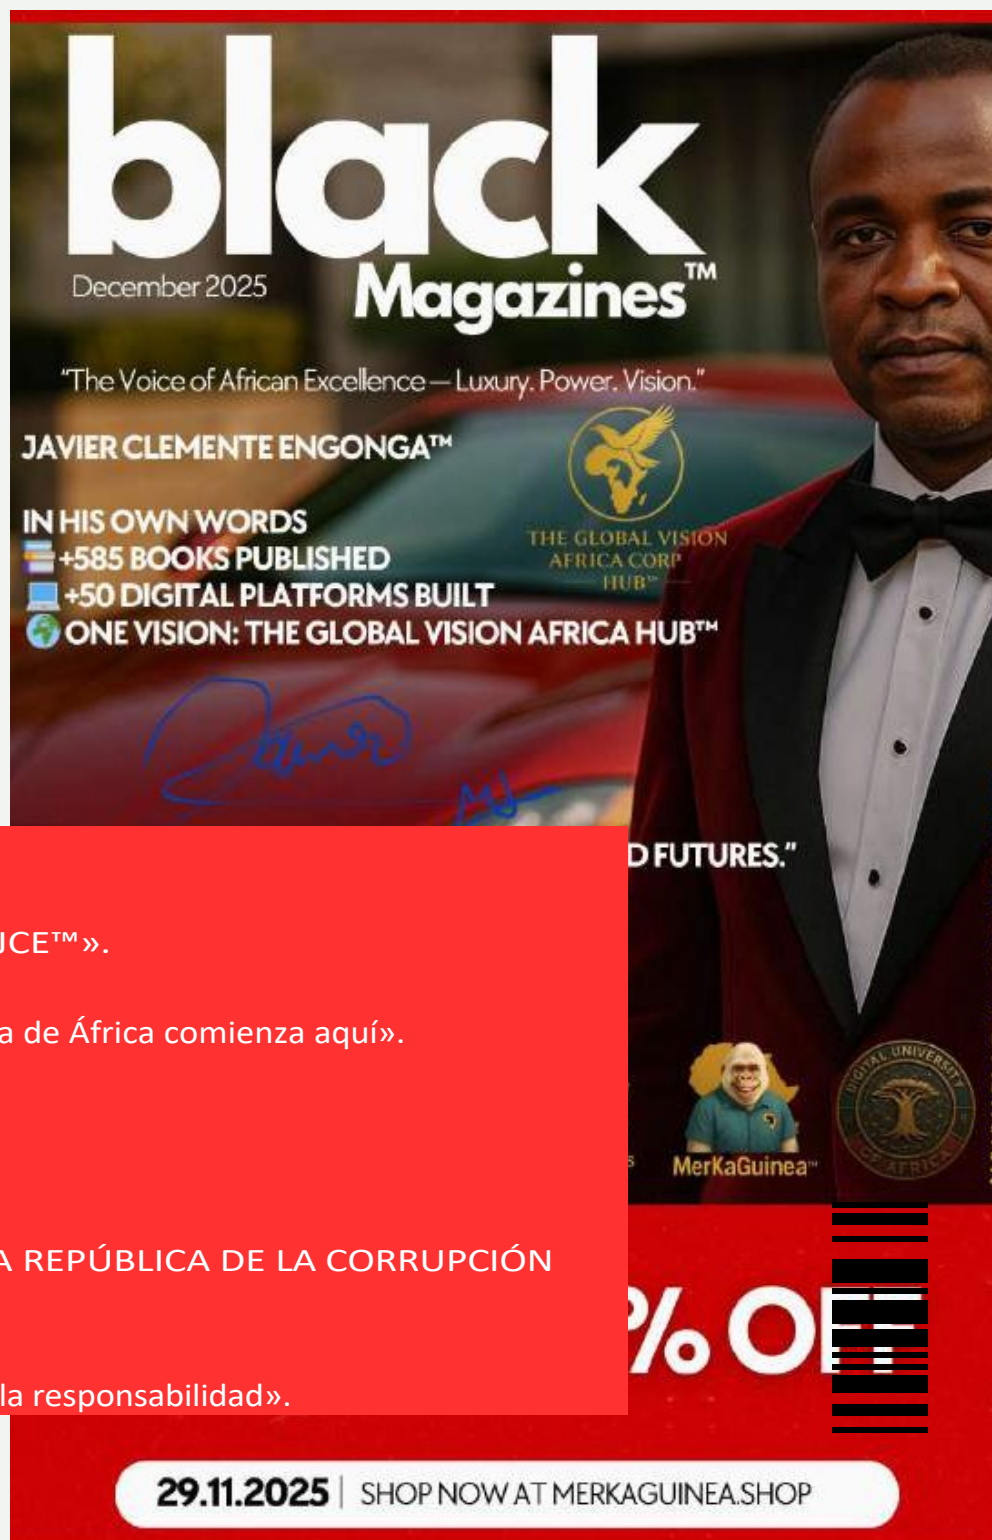 black
December 2025
Magazines™
“The Voice of African Excellence — Luxury. Power. Vision.”
JAVIER CLEMENTE ENGONGA™
IN HIS OWN WORDS
+585 BOOKS PUBLISHED
+50 DIGITAL PLATFORMS BUILT
ONE VISION: THE GLOBAL VISION AFRICA HUB™
THE GLOBAL VISION
AFRICA CORP
HUB™
D FUTURES.”
JCE™».
a de África comienza aquí».
MerKaGuinea™
DIGITAL UNIVERSITY
OF AFRICA
A REPÚBLICA DE LA CORRUPCIÓN
% OFF
la responsabilidad».
29.11.2025 | SHOP NOW AT MERKAGUINEA.SHOP